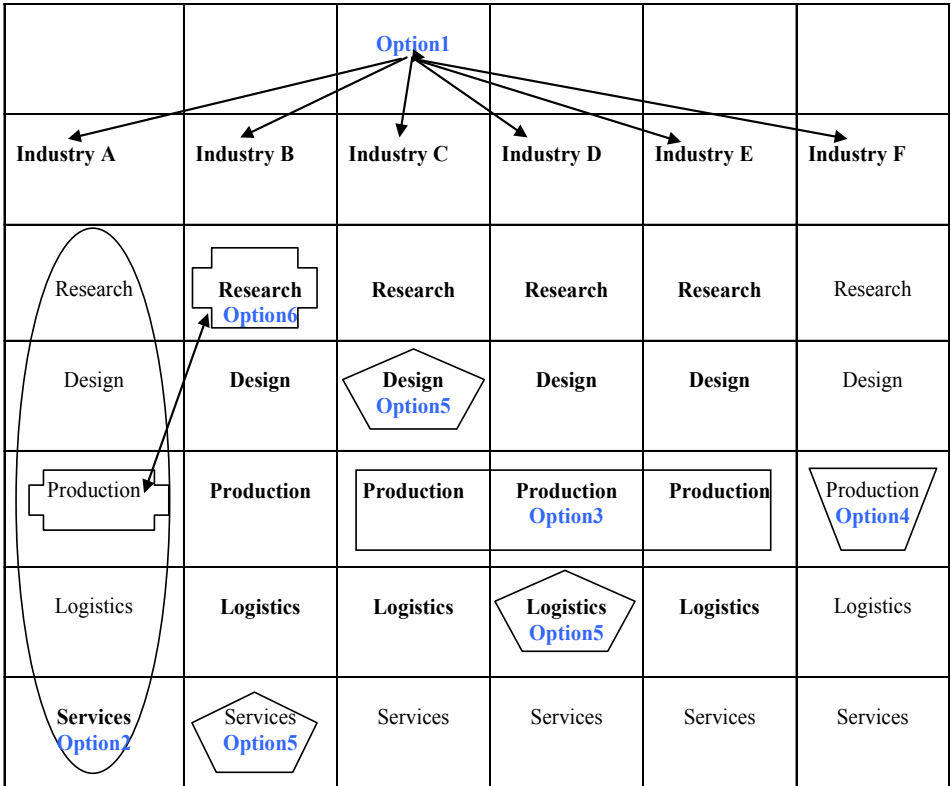 Option1
Industry A Industry B Industry C Industry D Industry E Industry F
Research Research Research Research Research Research
Option6
Design Design Design Design Design Design
Option5
Production Production Production Production Production Production
Option3 Option4
Logistics Logistics Logistics Logistics Logistics Logistics
Option5
Services Services Services Services Services Services
Option2 Option5